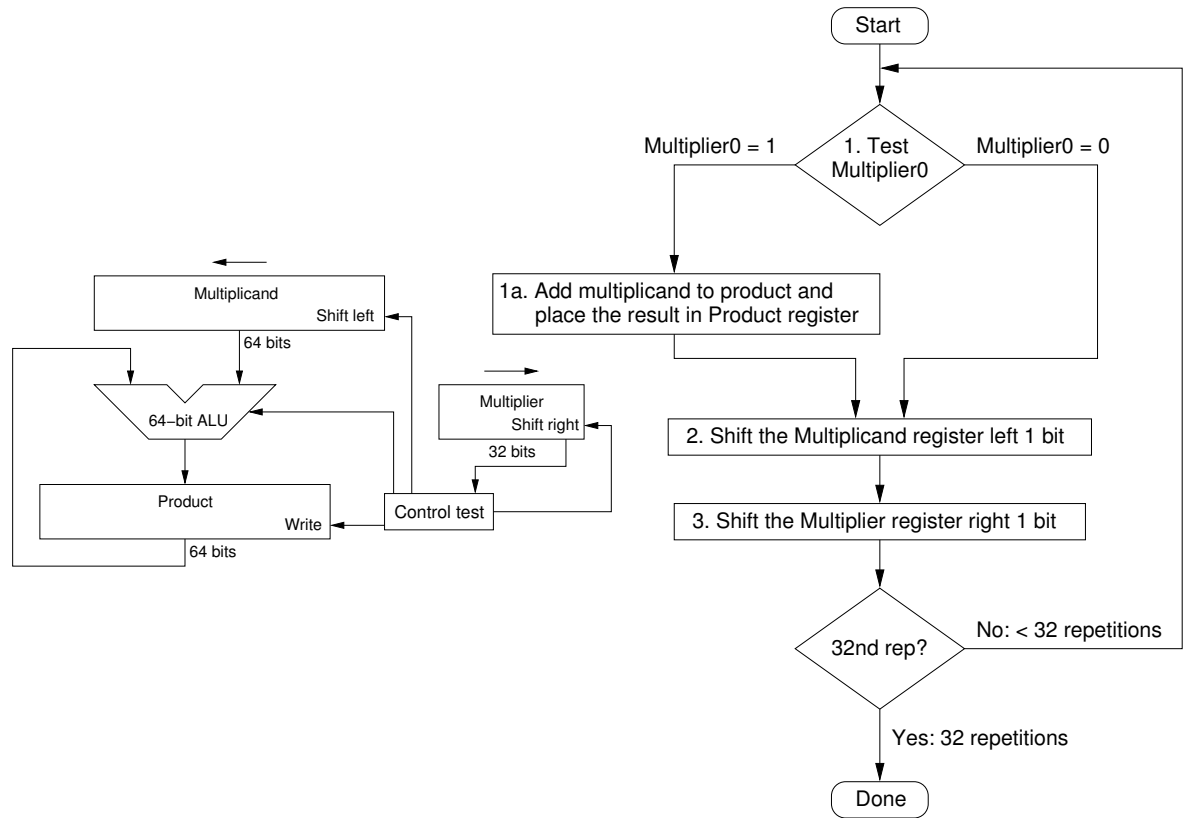 Start
Multiplier0 = 1
1. Test
Multiplier0
Multiplier0 = 0
1a. Add multiplicand to product and
place the result in Product register
2. Shift the Multiplicand register left 1 bit
3. Shift the Multiplier register right 1 bit
32nd rep?
No: < 32 repetitions
Yes: 32 repetitions
Done
Multiplicand
Shift left
64 bits
64−bit ALU
Multiplier
Shift right
32 bits
Control test
Product
Write
64 bits